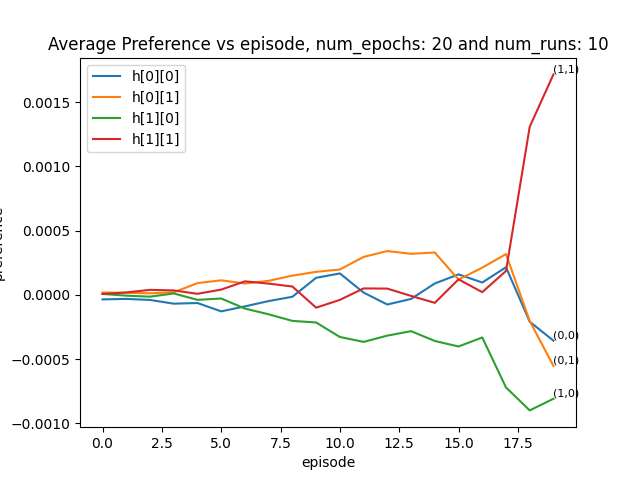 Average Preference vs episode, num_epochs: 20 and num_runs: 10
h[0][0]
h[0][1]
h[1][0]
h[1][1]
(1,1)
0.0015
0.0010
0.0005
0.0000
−0.0005
−0.0010
preference
(0,0)
(0,1)
(1,0)
0.0 2.5 5.0 7.5 10.0 12.5 15.0 17.5
episode